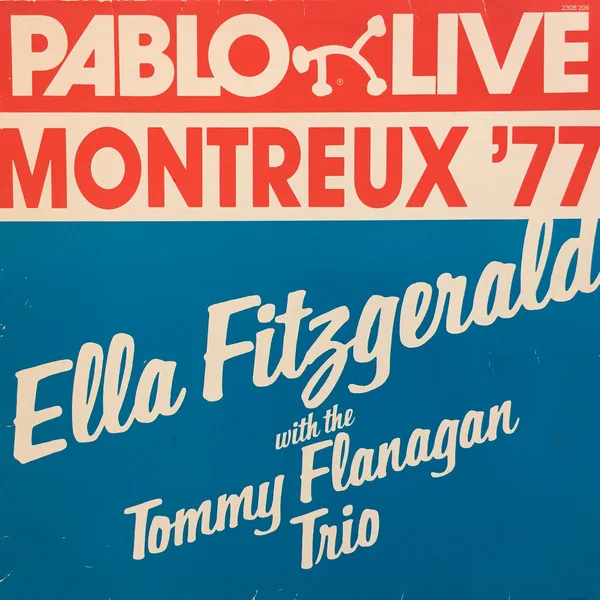 2308 206
PABLO LIVE
®
MONTREUX '77
Ella Fitzgerald
with the
Tommy Flanagan
Trio